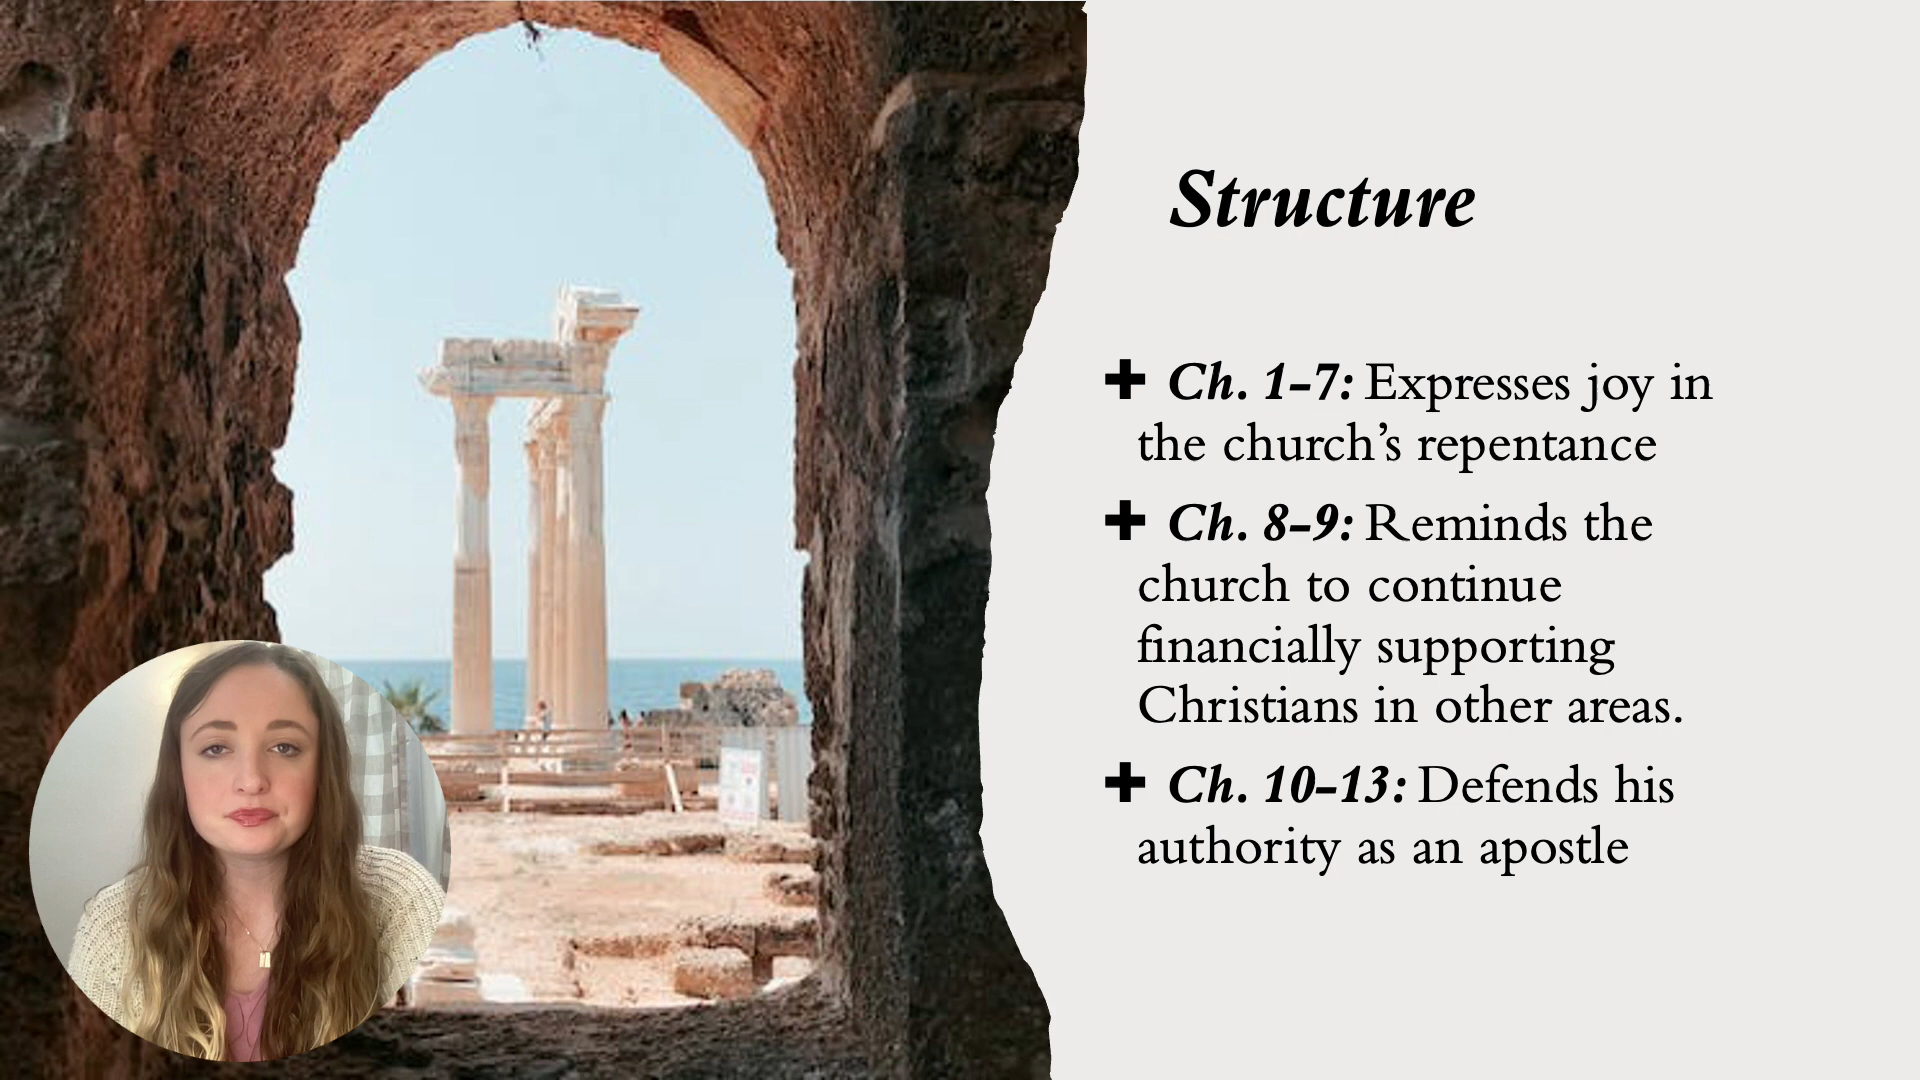 Structure
✚ Ch. 1–7: Expresses joy in
the church’s repentance
✚ Ch. 8–9: Reminds the
church to continue
financially supporting
Christians in other areas.
✚ Ch. 10–13: Defends his
authority as an apostle